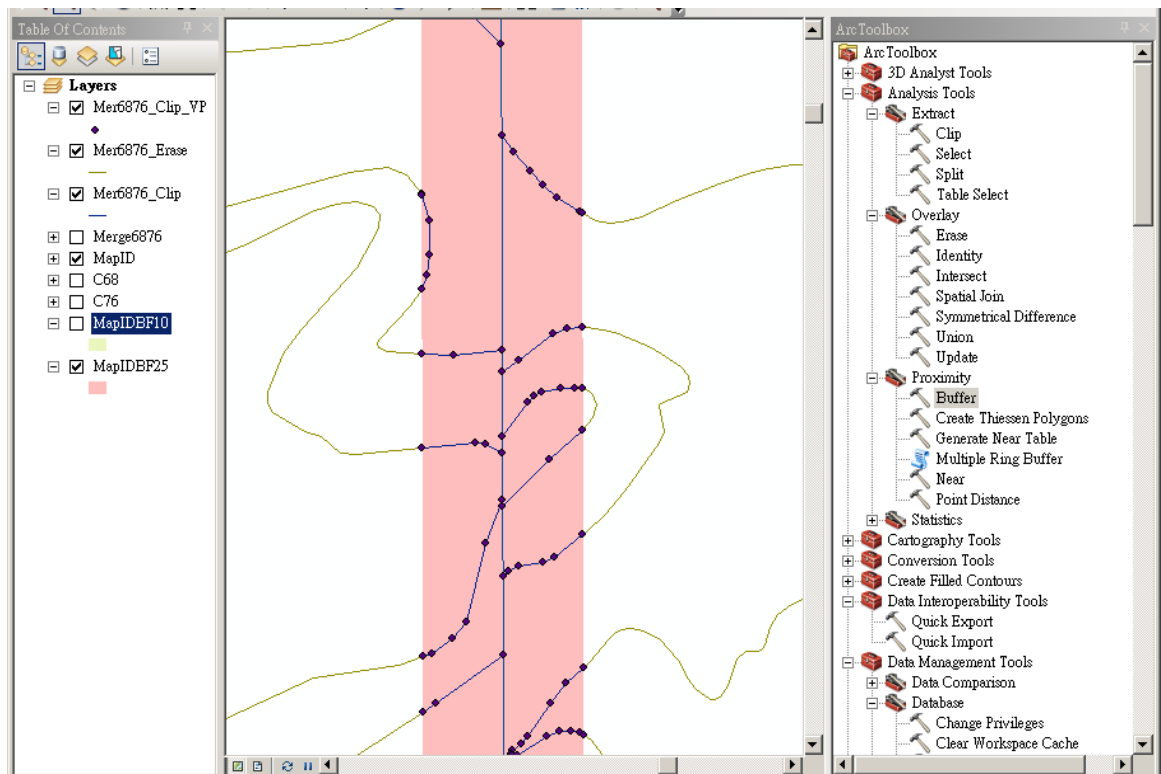 Table Of Contents
Layers
Mer6876_Clip_VP
Mer6876_Erase
Mer6876_Clip
Merge6876
MapID
C68
C76
MapIDBF10
MapIDBF25
ArcToolbox
ArcToolbox
3D Analyst Tools
Analysis Tools
Extract
Clip
Select
Split
Table Select
Overlay
Erase
Identity
Intersect
Spatial Join
Symmetrical Difference
Union
Update
Proximity
Buffer
Create Thiessen Polygons
Generate Near Table
Multiple Ring Buffer
Near
Point Distance
Statistics
Cartography Tools
Conversion Tools
Create Filled Contours
Data Interoperability Tools
Quick Export
Quick Import
Data Management Tools
Data Comparison
Database
Change Privileges
Clear Workspace Cache